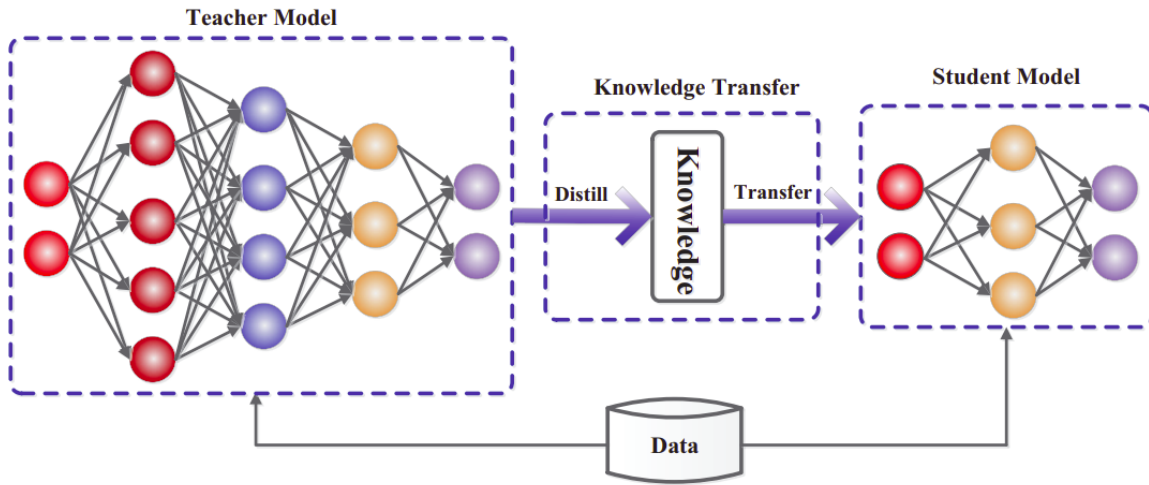 Teacher Model
Knowledge Transfer
Student Model
Distill
Knowledge
Transfer
Data